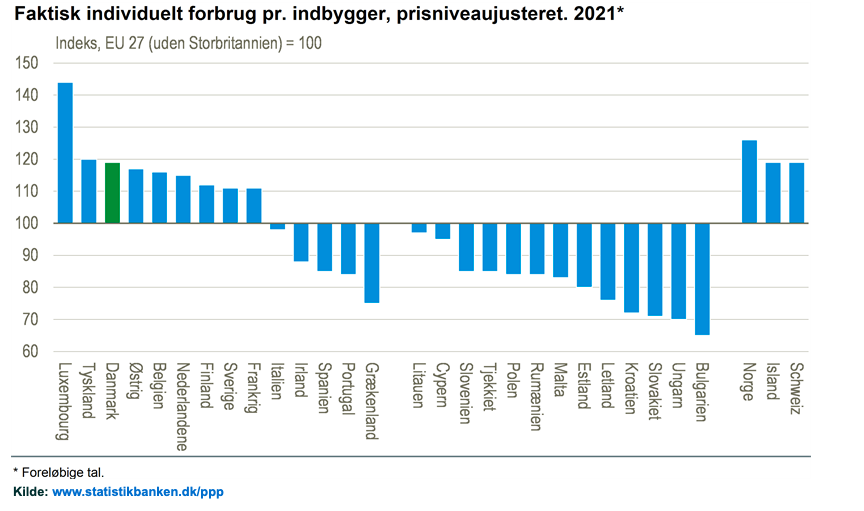 Faktisk individuelt forbrug pr. indbygger, prisniveaujusteret. 2021*
Indeks, EU 27 (uden Storbritannien) = 100
150
140
130
120
110
100
90
80
70
60
Luxembourg
Tyskland
Danmark
Østrig
Belgien
Nederlandene
Finland
Sverige
Frankrig
Italien
Irland
Spanien
Portugal
Grækenland
Litauen
Cypern
Slovenien
Tjekkiet
Polen
Rumænien
Malta
Estland
Letland
Kroatien
Slovakiet
Ungarn
Bulgarien
Norge
Island
Schweiz
* Foreløbige tal.
Kilde: www.statistikbanken.dk/ppp